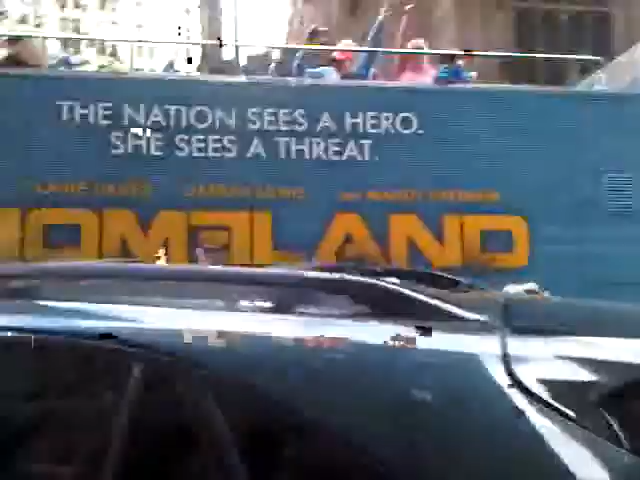 THE NATION SEES A HERO.
SHE SEES A THREAT.
HOMELAND